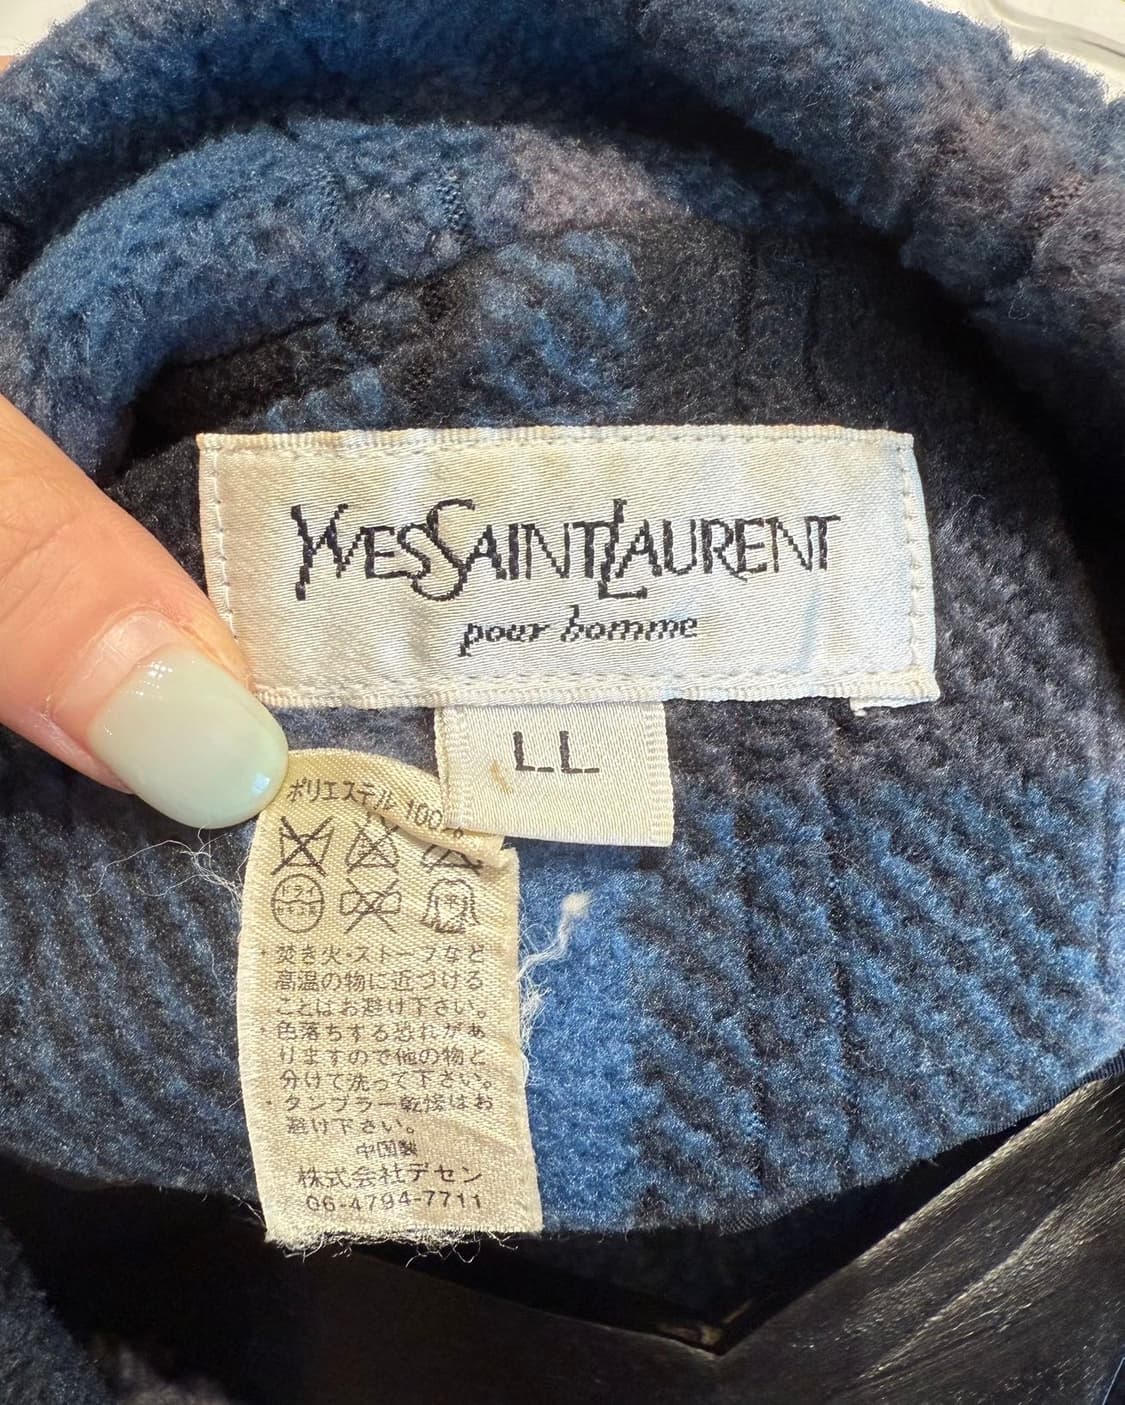 YVESSAINTLAURENT
pour homme
LL
ポリエステル 100%
ドライ
・焚き火・ストーブなど
高温の物に近づける
ことはお避け下さい。
・色落ちする恐れがあ
りますので他の物と
分けて洗って下さい。
・タンブラー乾燥はお
避け下さい。
中国製
株式会社デセン
06-4794-7711